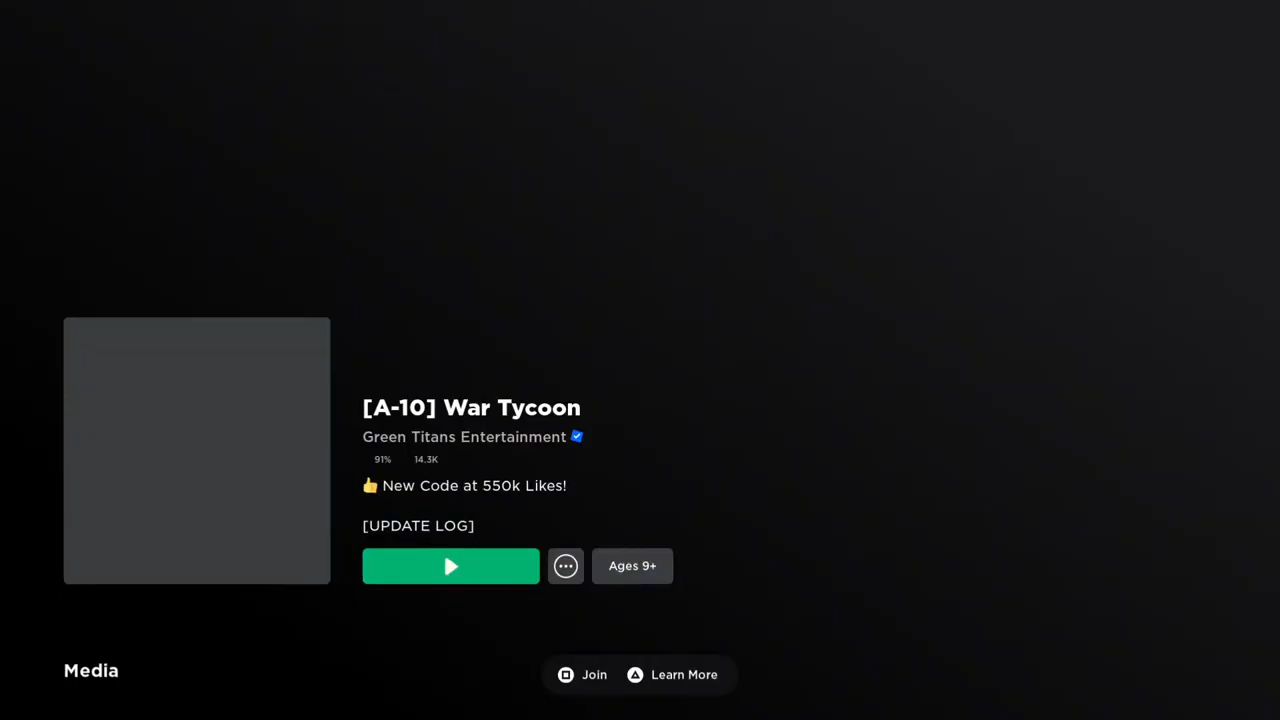 [A-10] War Tycoon
Green Titans Entertainment
91% 14.3K
👍 New Code at 550k Likes!
[UPDATE LOG]
Ages 9+
Media
Join Learn More